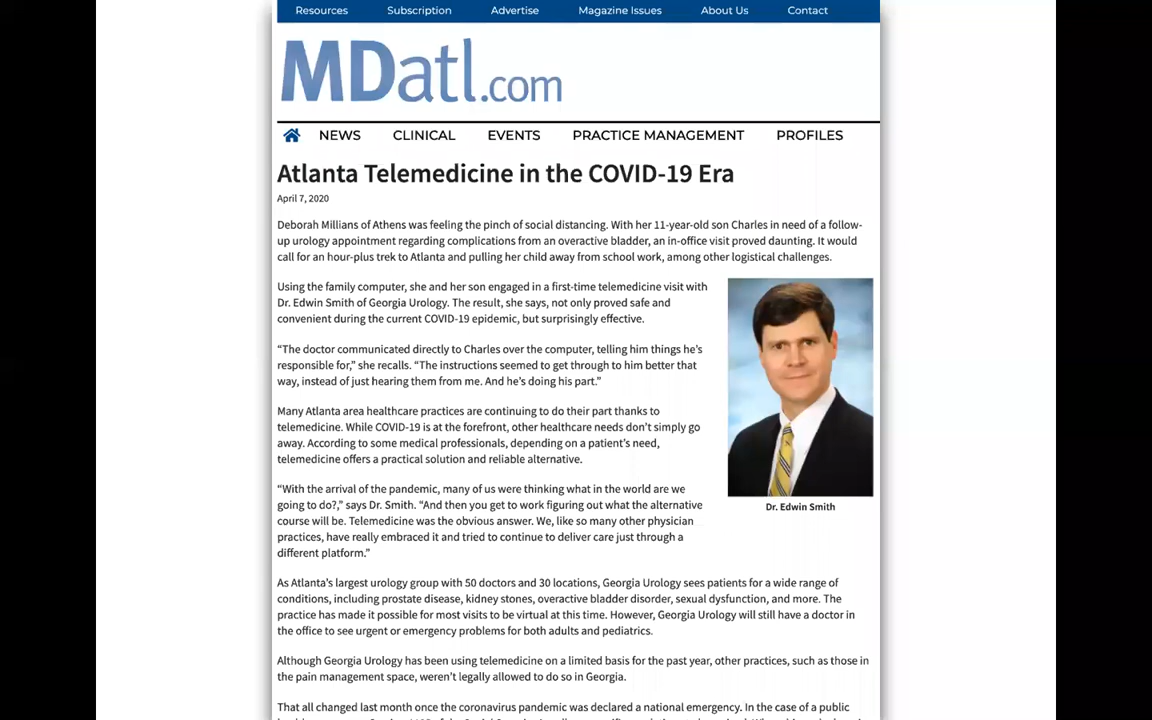 Resources Subscription Advertise Magazine Issues About Us Contact
MDatl.com
NEWS CLINICAL EVENTS PRACTICE MANAGEMENT PROFILES
Atlanta Telemedicine in the COVID-19 Era
April 7, 2020
Deborah Millians of Athens was feeling the pinch of social distancing. With her 11-year-old son Charles in need of a follow-
up urology appointment regarding complications from an overactive bladder, an in-office visit proved daunting. It would
call for an hour-plus trek to Atlanta and pulling her child away from school work, among other logistical challenges.
Using the family computer, she and her son engaged in a first-time telemedicine visit with
Dr. Edwin Smith of Georgia Urology. The result, she says, not only proved safe and
convenient during the current COVID-19 epidemic, but surprisingly effective.
“The doctor communicated directly to Charles over the computer, telling him things he’s
responsible for,” she recalls. “The instructions seemed to get through to him better that
way, instead of just hearing them from me. And he’s doing his part.”
Many Atlanta area healthcare practices are continuing to do their part thanks to
telemedicine. While COVID-19 is at the forefront, other healthcare needs don’t simply go
away. According to some medical professionals, depending on a patient’s need,
telemedicine offers a practical solution and reliable alternative.
“With the arrival of the pandemic, many of us were thinking what in the world are we
going to do?,” says Dr. Smith. “And then you get to work figuring out what the alternative
course will be. Telemedicine was the obvious answer. We, like so many other physician
practices, have really embraced it and tried to continue to deliver care just through a
different platform.”
Dr. Edwin Smith
As Atlanta’s largest urology group with 50 doctors and 30 locations, Georgia Urology sees patients for a wide range of
conditions, including prostate disease, kidney stones, overactive bladder disorder, sexual dysfunction, and more. The
practice has made it possible for most visits to be virtual at this time. However, Georgia Urology will still have a doctor in
the office to see urgent or emergency problems for both adults and pediatrics.
Although Georgia Urology has been using telemedicine on a limited basis for the past year, other practices, such as those in
the pain management space, weren’t legally allowed to do so in Georgia.
That all changed last month once the coronavirus pandemic was declared a national emergency. In the case of a public